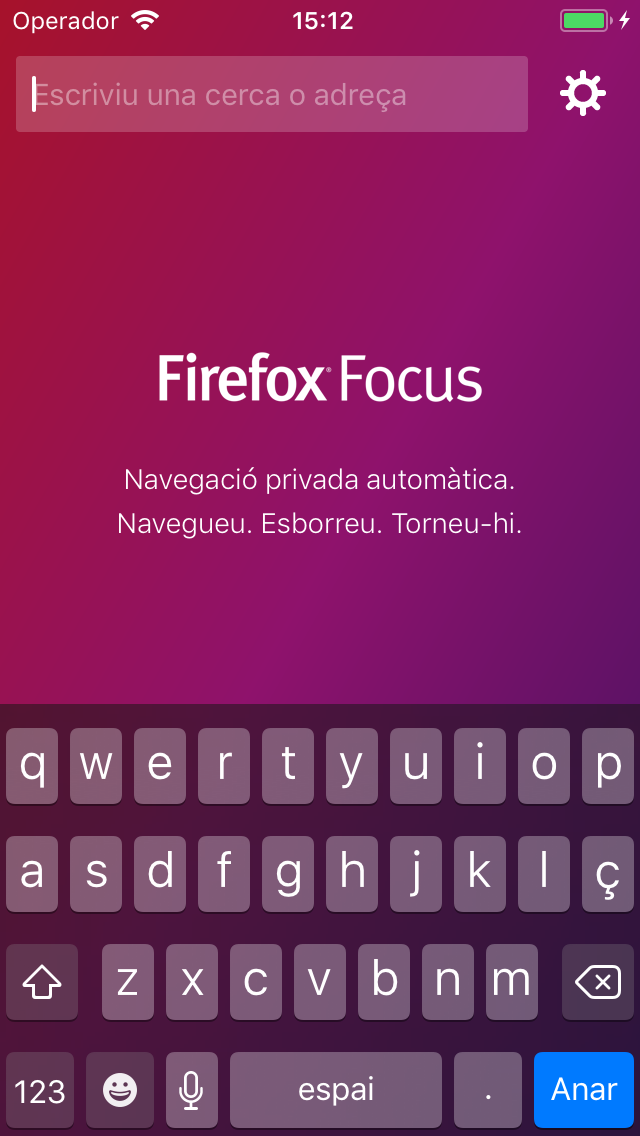 Operador 15:12
Escriviu una cerca o adreça
Firefox® Focus
Navegació privada automàtica.
Navegueu. Esborreu. Torneu-hi.
q w e r t y u i o p
a s d f g h j k l ç
z x c v b n m
123 espai . Anar